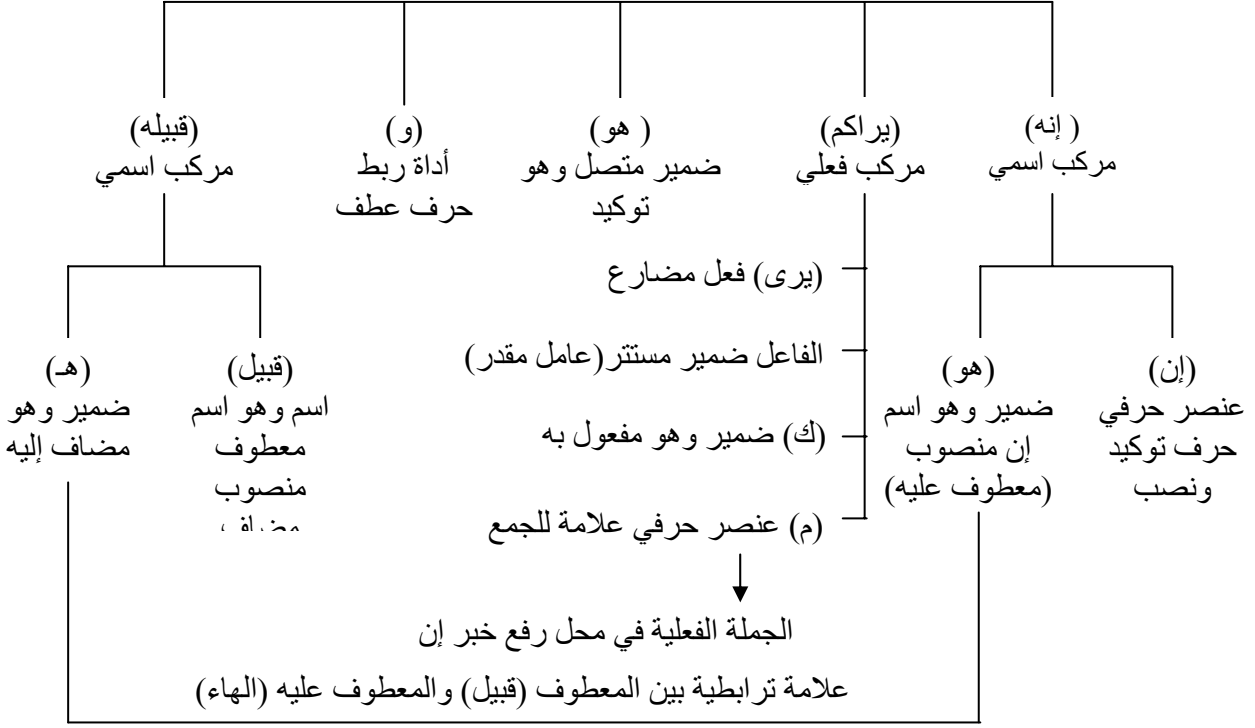 ( إنه)
مركب اسمي
(يراكم)
مركب فعلي
( هو)
ضمير متصل وهو
توكيد
(و)
أداة ربط
حرف عطف
(قبيله)
مركب اسمي
(يرى) فعل مضارع
الفاعل ضمير مستتر(عامل مقدر)
(ك) ضمير وهو مفعول به
(م) عنصر حرفي علامة للجمع
(إن)
عنصر حرفي
حرف توكيد
ونصب
(هو)
ضمير وهو اسم
إن منصوب
(معطوف عليه)
(قبيل)
اسم وهو اسم
معطوف
منصوب
مضاف
(هـ)
ضمير وهو
مضاف إليه
الجملة الفعلية في محل رفع خبر إن
علامة ترابطية بين المعطوف (قبيل) والمعطوف عليه (الهاء)